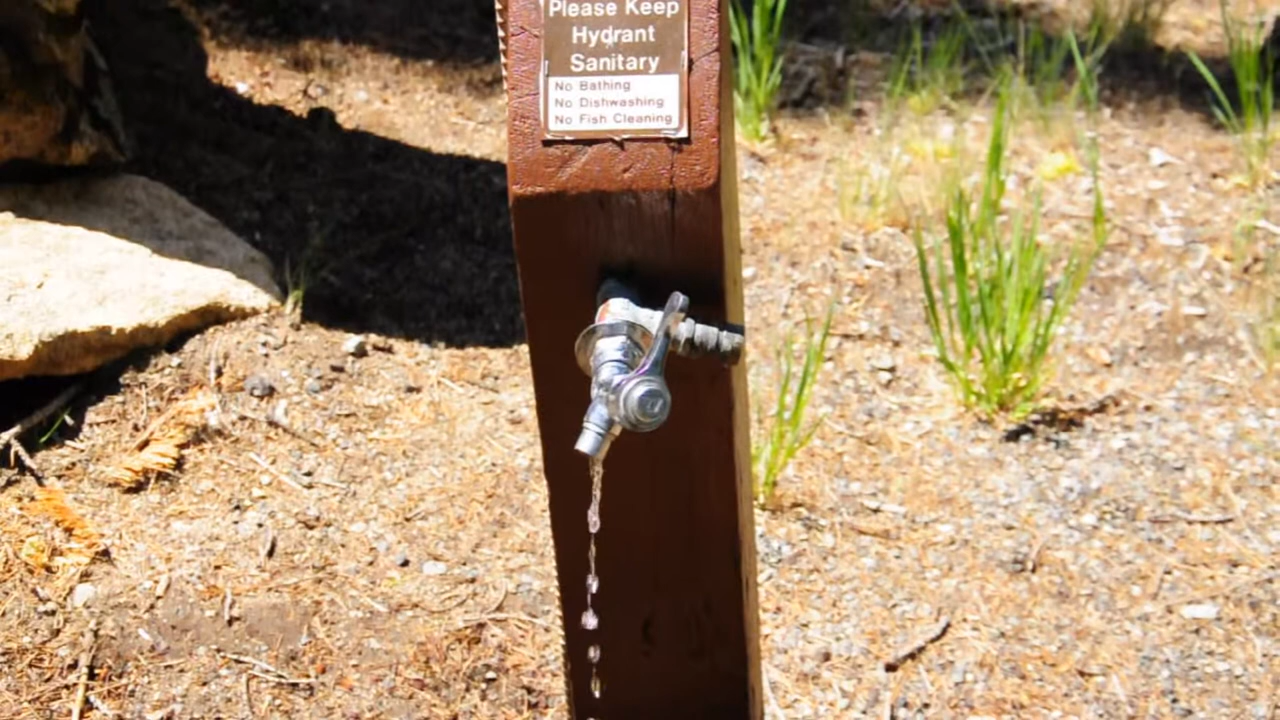 Please Keep
Hydrant
Sanitary
No Bathing
No Dishwashing
No Fish Cleaning